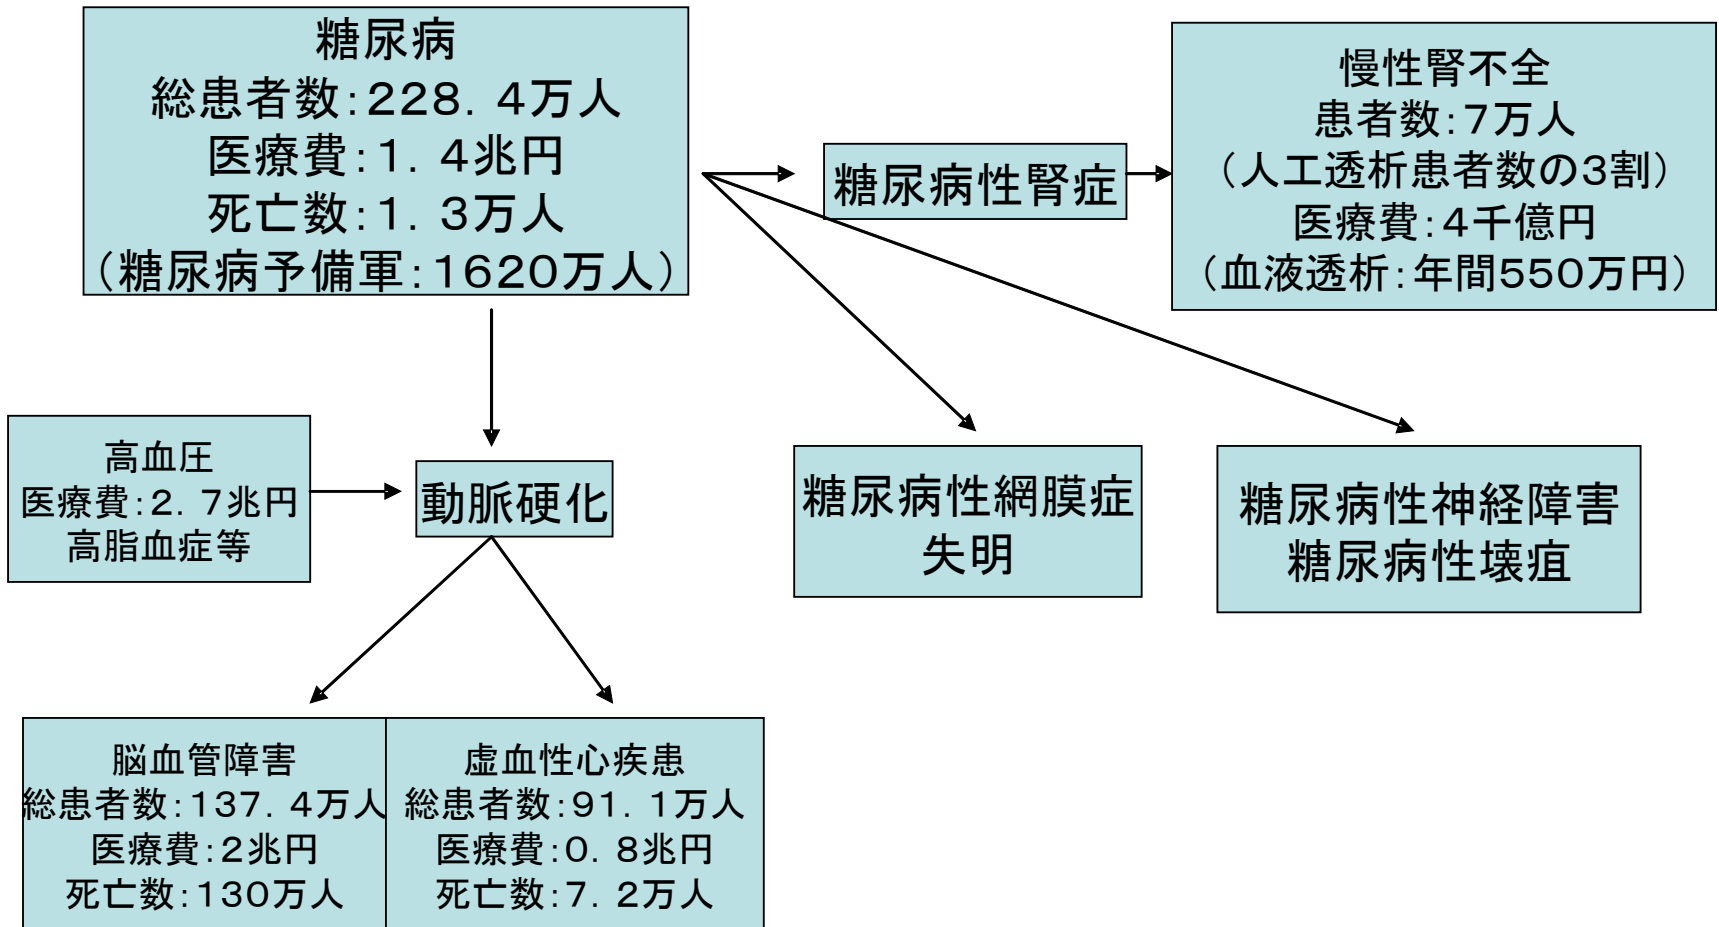 糖尿病
総患者数：２２８．４万人
医療費：１．４兆円
死亡数：１．３万人
（糖尿病予備軍：１６２０万人）
慢性腎不全
患者数：７万人
（人工透析患者数の３割）
医療費：４千億円
（血液透析：年間５５０万円）
糖尿病性腎症
高血圧
医療費：２．７兆円
高脂血症等
動脈硬化
糖尿病性網膜症
失明
糖尿病性神経障害
糖尿病性壊疽
脳血管障害
総患者数：１３７．４万人
医療費：２兆円
死亡数：１３０万人
虚血性心疾患
総患者数：９１．１万人
医療費：０．８兆円
死亡数：７．２万人